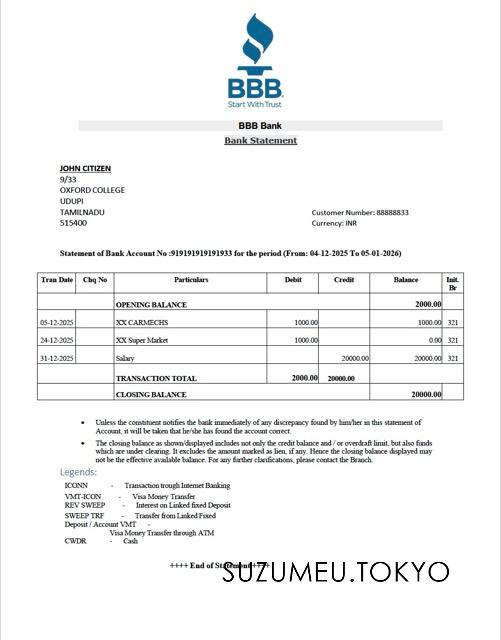 BBB
Start With Trust
BBB Bank
Bank Statement
JOHN CITIZEN
9/33
OXFORD COLLEGE
UDUPI
TAMILNADU
515400
Customer Number: 88888833
Currency: INR
Statement of Bank Account No :919191919191933 for the period (From: 04-12-2025 To 05-01-2026)
Tran Date Chq No Particulars Debit Credit Balance Init. Br
OPENING BALANCE 2000.00
05-12-2025 XX CARMECHS 1000.00 1000.00 321
24-12-2025 XX Super Market 1000.00 0.00 321
31-12-2025 Salary 20000.00 20000.00 321
TRANSACTION TOTAL 2000.00 20000.00
CLOSING BALANCE 20000.00
• Unless the constituent notifies the bank immediately of any discrepancy found by him/her in this statement of
Account, it will be taken that he/she has found the account correct.
• The closing balance as shown/displayed includes not only the credit balance and / or overdraft limit, but also finds
which are under clearing. It excludes the amount marked as lien, if any. Hence the closing balance displayed may
not be the effective available balance. For any further clarifications, please contact the Branch.
Legends:
ICONN - Transaction trough Internet Banking
VMT-ICON - Visa Money Transfer
REV SWEEP - Interest on Linked fixed Deposit
SWEEP TRF - Transfer from Linked Fixed
Deposit / Account VMT -
Visa Money Transfer through ATM
CWDR - Cash
++++ End of Statement ++++
SUZUMEU.TOKYO